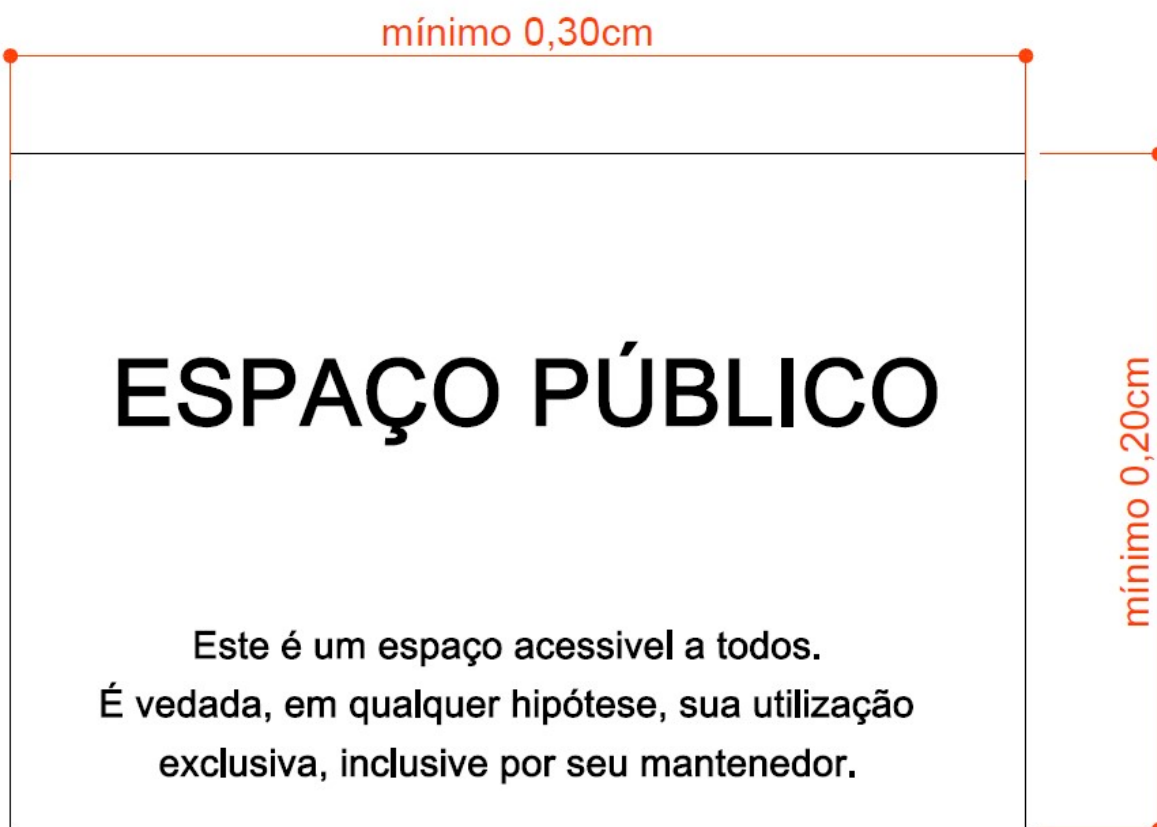 mínimo 0,30cm
ESPAÇO PÚBLICO
mínimo 0,20cm
Este é um espaço acessivel a todos.
É vedada, em qualquer hipótese, sua utilização
exclusiva, inclusive por seu mantenedor.